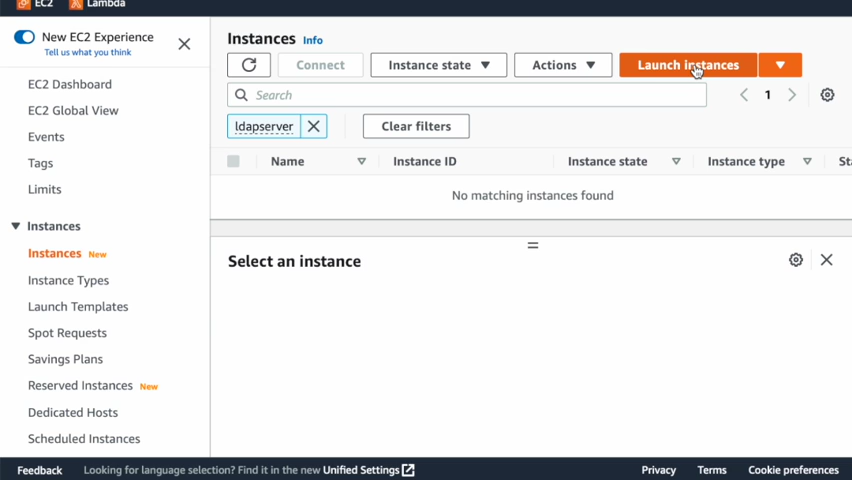 EC2 Lambda
New EC2 Experience
Tell us what you think
EC2 Dashboard
EC2 Global View
Events
Tags
Limits
Instances
Instances New
Instance Types
Launch Templates
Spot Requests
Savings Plans
Reserved Instances New
Dedicated Hosts
Scheduled Instances
Instances Info
Connect Instance state Actions Launch instances
Search 1
ldapserver Clear filters
Name Instance ID Instance state Instance type Sta
No matching instances found
Select an instance
Feedback Looking for language selection? Find it in the new Unified Settings Privacy Terms Cookie preferences